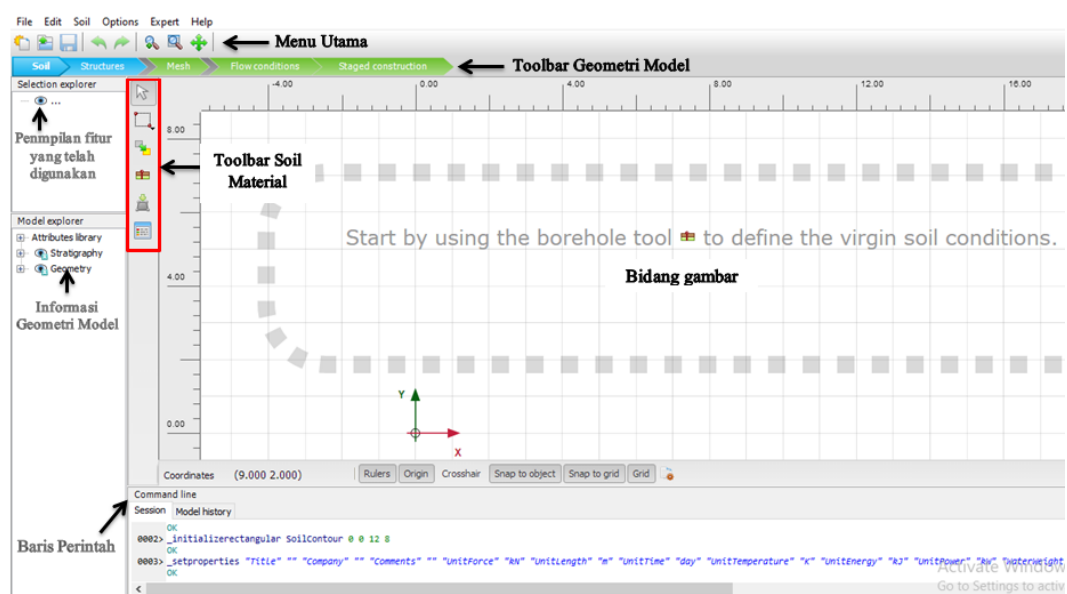 File Edit Soil Options Expert Help
Menu Utama
Soil Structures Mesh Flow conditions Staged construction
Toolbar Geometri Model
Selection explorer
...
Penmpilan fitur
yang telah
digunakan
-4.00 0.00 4.00 8.00 12.00 16.00
8.00
Toolbar Soil
Material
Model explorer
Attributes library
Stratigraphy
Geometry
Start by using the borehole tool to define the virgin soil conditions.
Bidang gambar
4.00
Informasi
Geometri Model
Y
0.00
X
Coordinates (9.000 2.000) Rulers Origin Crosshair Snap to object Snap to grid Grid
Command line
Session Model history
OK
0002> _initializerectangular SoilContour 0 0 12 8
OK
Baris Perintah
0003> _setproperties "Title" "" "Company" "" "Comments" "" "UnitForce" "kN" "UnitLength" "m" "UnitTime" "day" "UnitTemperature" "K" "UnitEnergy" "kJ" "UnitPower" "kW" "WaterWeight
OK
Activate Window
Go to Settings to activ